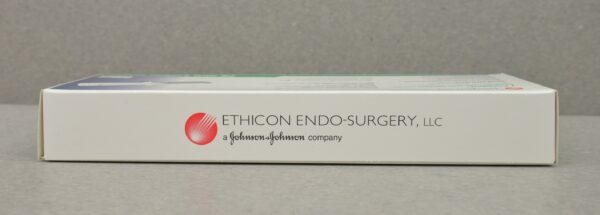 ETHICON ENDO-SURGERY, LLC
a Johnson & Johnson company